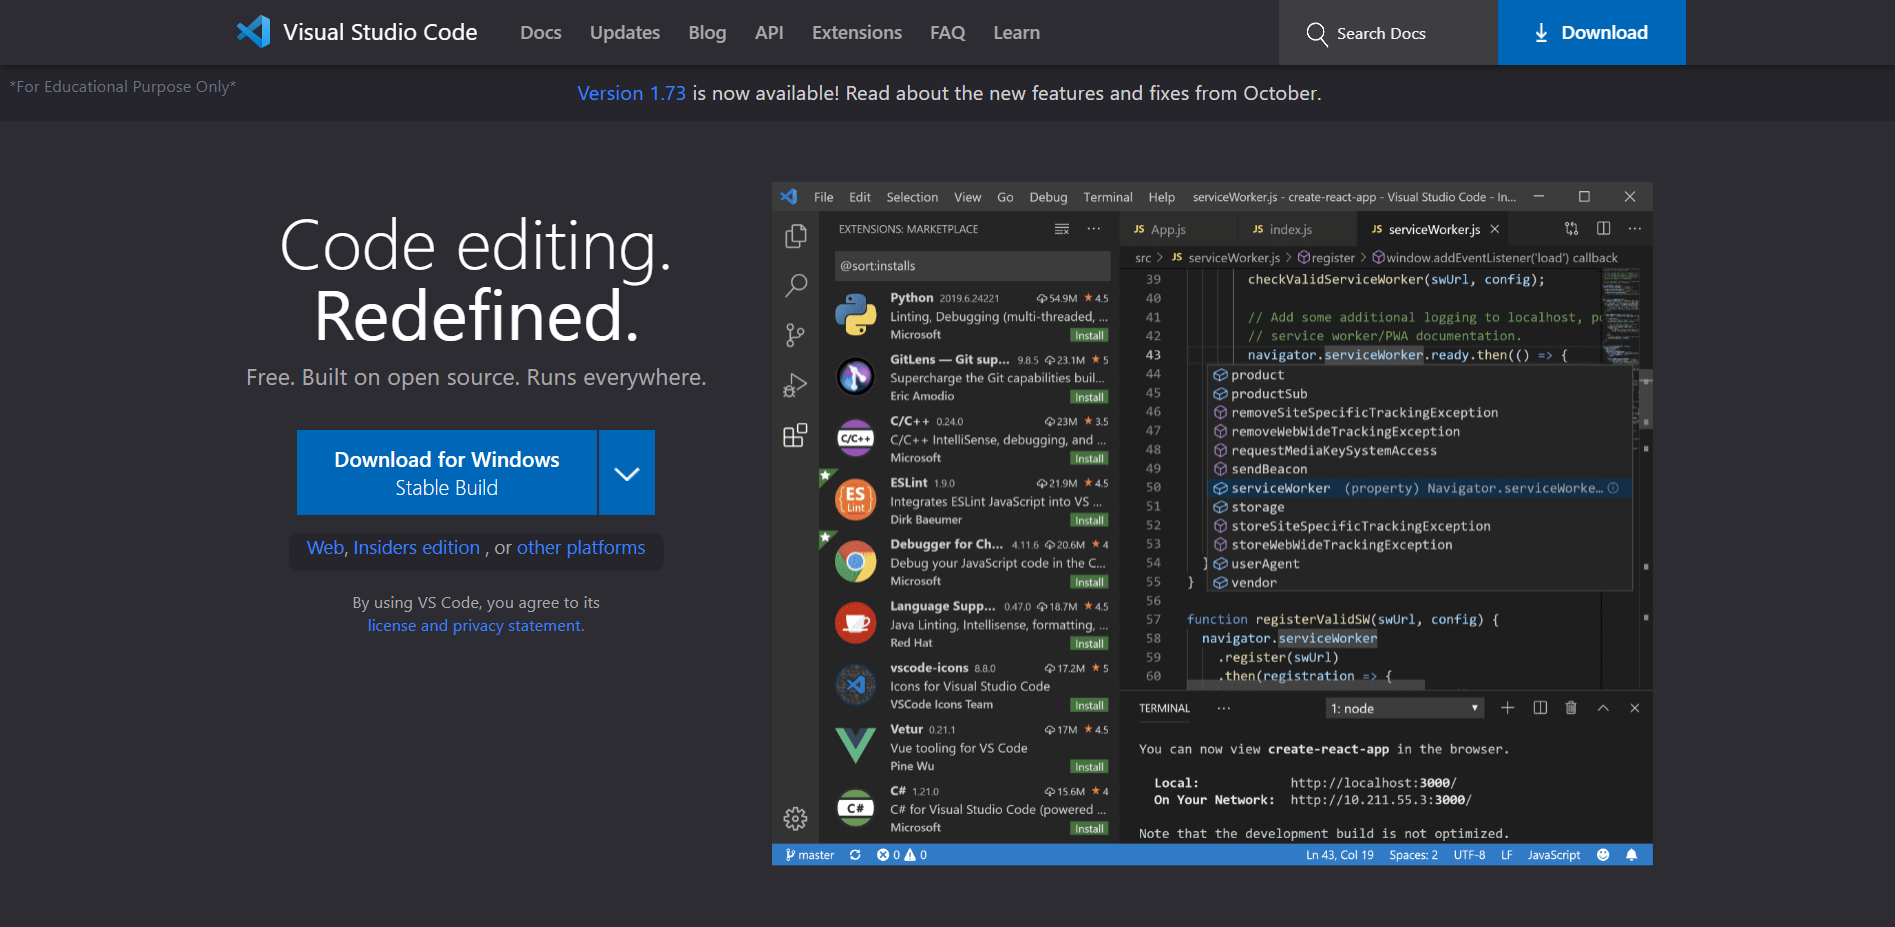 Visual Studio Code Docs Updates Blog API Extensions FAQ Learn Search Docs Download
*For Educational Purpose Only*
Version 1.73 is now available! Read about the new features and fixes from October.
Code editing.
Redefined.
Free. Built on open source. Runs everywhere.
Download for Windows
Stable Build
Web, Insiders edition , or other platforms
By using VS Code, you agree to its
license and privacy statement.
File Edit Selection View Go Debug Terminal Help serviceWorker.js - create-react-app - Visual Studio Code - In...
EXTENSIONS: MARKETPLACE
@sort:installs
Python 2019.6.24221 54.9M 4.5
Linting, Debugging (multi-threaded, ...
Microsoft Install
GitLens — Git sup... 9.8.5 23.1M 5
Supercharge the Git capabilities buil...
Eric Amodio Install
C/C++ C/C++ 0.24.0 23M 3.5
C/C++ IntelliSense, debugging, and ...
Microsoft Install
ES Lint ESLint 1.9.0 21.9M 4.5
Integrates ESLint JavaScript into VS ...
Dirk Baeumer Install
Debugger for Ch... 4.11.6 20.6M 4
Debug your JavaScript code in the C...
Microsoft Install
Language Supp... 0.47.0 18.7M 4.5
Java Linting, Intellisense, formatting, ...
Red Hat Install
vscode-icons 8.8.0 17.2M 5
Icons for Visual Studio Code
VSCode Icons Team Install
Vetur 0.21.1 17M 4.5
Vue tooling for VS Code
Pine Wu Install
C# C# 1.21.0 15.6M 4
C# for Visual Studio Code (powered ...
Microsoft Install
JS App.js JS index.js JS serviceWorker.js
src > JS serviceWorker.js > register > window.addEventListener('load') callback
39 checkValidServiceWorker(swUrl, config);
40
41 // Add some additional logging to localhost, po
42 // service worker/PWA documentation.
43 navigator.serviceWorker.ready.then(() => {
44 product
45 productSub
46 removeSiteSpecificTrackingException
47 removeWebWideTrackingException
48 requestMediaKeySystemAccess
49 sendBeacon
50 serviceWorker (property) Navigator.serviceWorke...
51 storage
52 storeSiteSpecificTrackingException
53 storeWebWideTrackingException
54 } userAgent
55 } vendor
56
57 function registerValidSW(swUrl, config) {
58 navigator.serviceWorker
59 .register(swUrl)
60 .then(registration => {
TERMINAL ... 1: node
You can now view create-react-app in the browser.
Local: http://localhost:3000/
On Your Network: http://10.211.55.3:3000/
Note that the development build is not optimized.
master 0 0 Ln 43, Col 19 Spaces: 2 UTF-8 LF JavaScript